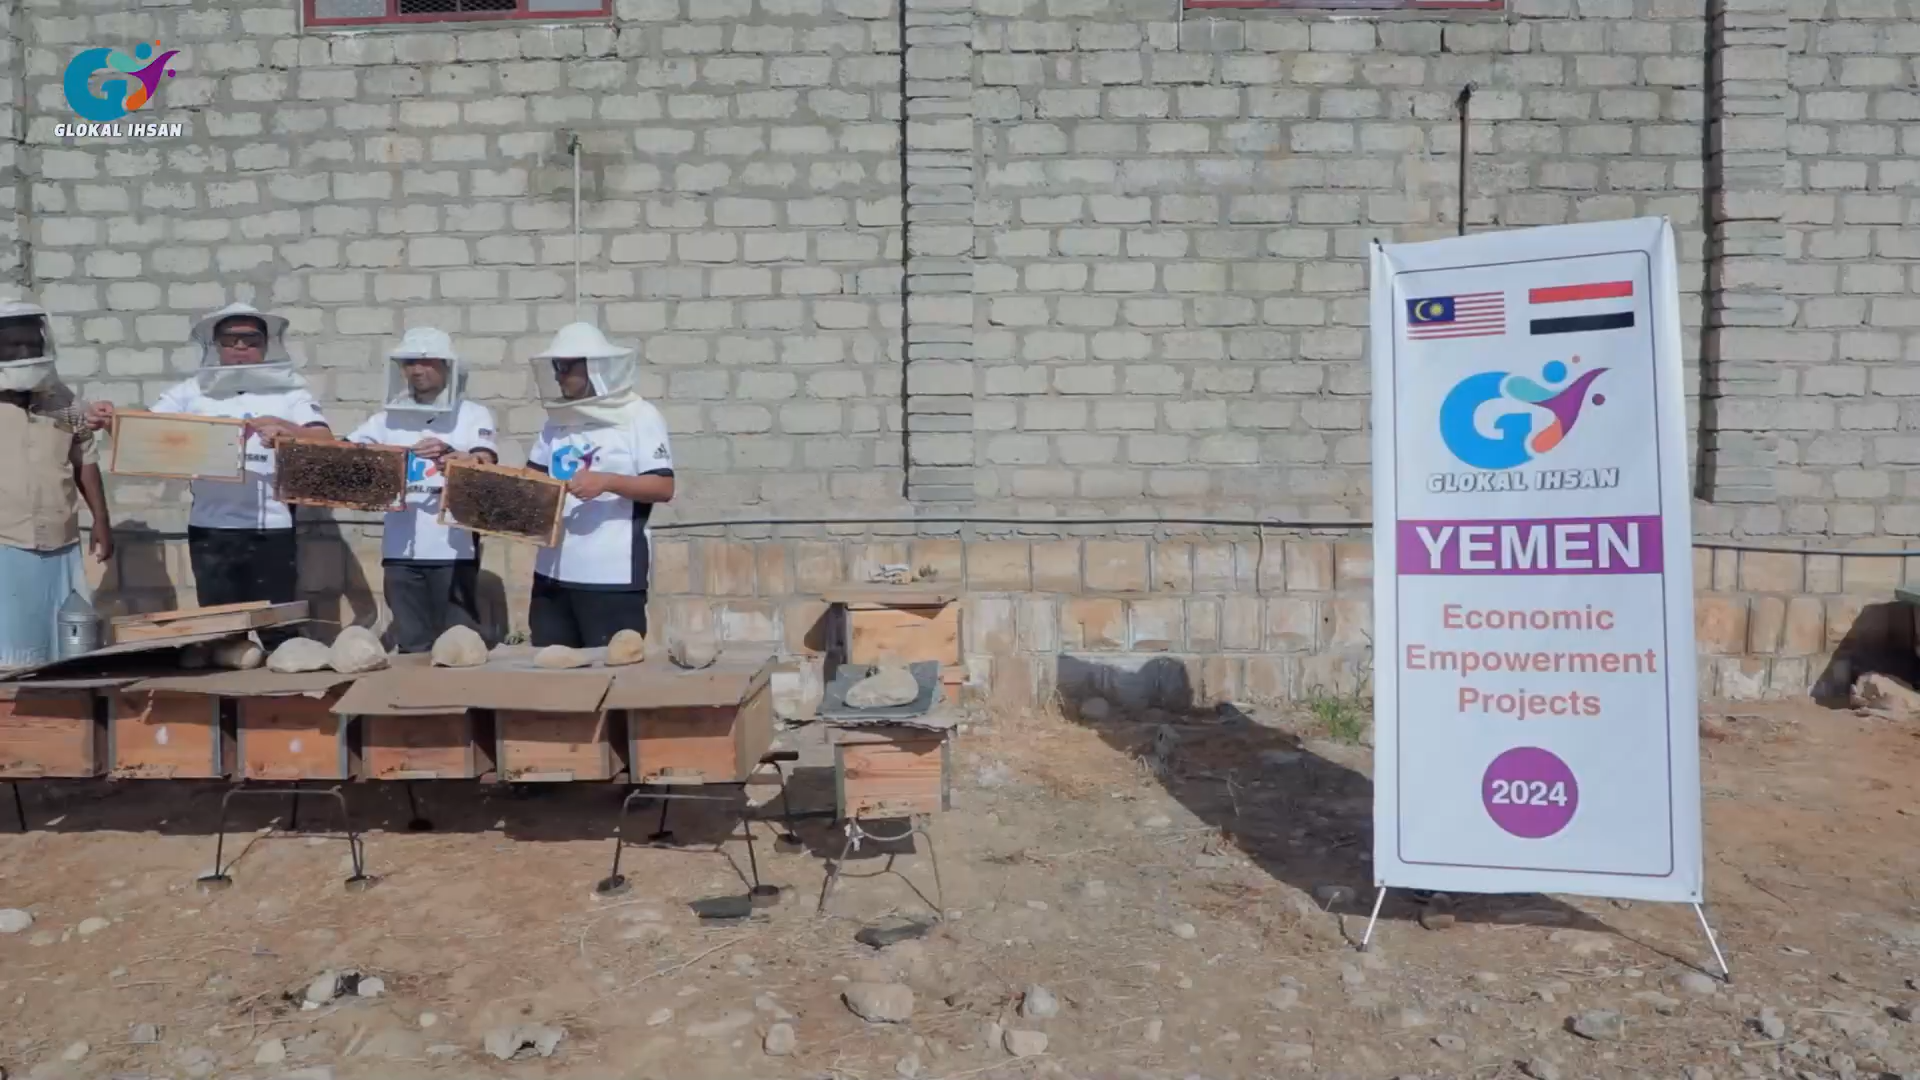 GLOKAL IHSAN
GLOKAL IHSAN
YEMEN
Economic
Empowerment
Projects
2024